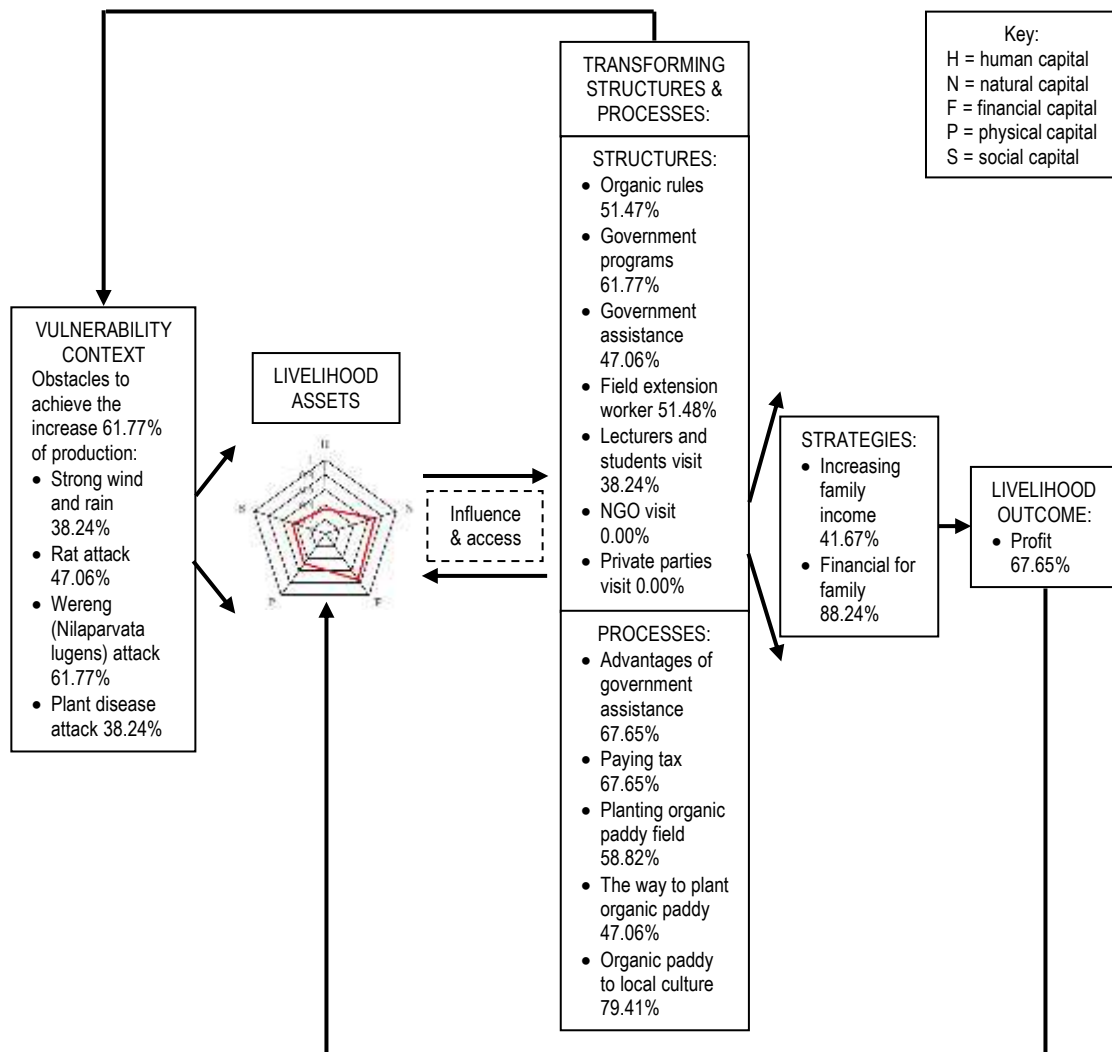 Key:
H = human capital
N = natural capital
F = financial capital
P = physical capital
S = social capital
TRANSFORMING
STRUCTURES &
PROCESSES:
STRUCTURES:
• Organic rules
51.47%
• Government
programs
61.77%
• Government
assistance
47.06%
• Field extension
worker 51.48%
• Lecturers and
students visit
38.24%
• NGO visit
0.00%
• Private parties
visit 0.00%
PROCESSES:
• Advantages of
government
assistance
67.65%
• Paying tax
67.65%
• Planting organic
paddy field
58.82%
• The way to plant
organic paddy
47.06%
• Organic paddy
to local culture
79.41%
VULNERABILITY
CONTEXT
Obstacles to
achieve the
increase 61.77%
of production:
• Strong wind
and rain
38.24%
• Rat attack
47.06%
• Wereng
(Nilaparvata
lugens) attack
61.77%
• Plant disease
attack 38.24%
LIVELIHOOD
ASSETS
H
S
N
P
F
Influence
& access
STRATEGIES:
• Increasing
family
income
41.67%
• Financial for
family
88.24%
LIVELIHOOD
OUTCOME:
• Profit
67.65%